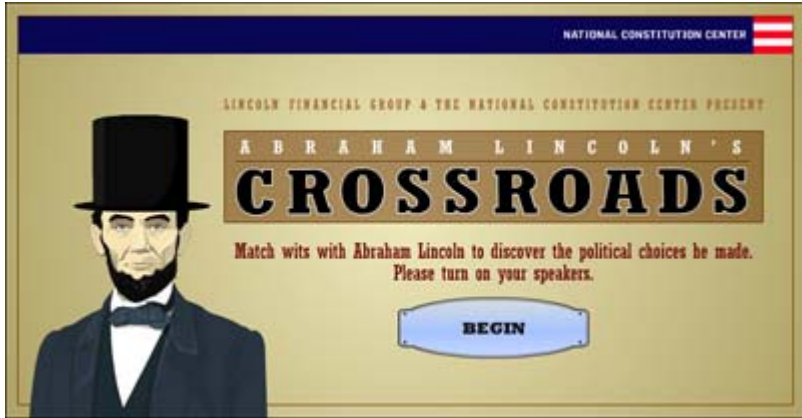 NATIONAL CONSTITUTION CENTER
LINCOLN FINANCIAL GROUP & THE NATIONAL CONSTITUTION CENTER PRESENT
ABRAHAM LINCOLN'S
CROSSROADS
Match wits with Abraham Lincoln to discover the political choices he made.
Please turn on your speakers.
BEGIN